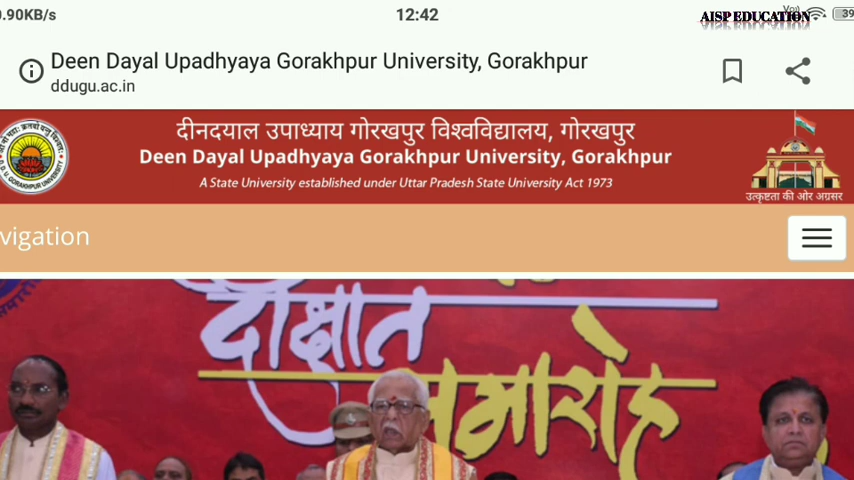 0.90KB/s
12:42
AISP EDUCATION
39
Deen Dayal Upadhyaya Gorakhpur University, Gorakhpur
ddugu.ac.in
दीनदयाल उपाध्याय गोरखपुर विश्वविद्यालय, गोरखपुर
Deen Dayal Upadhyaya Gorakhpur University, Gorakhpur
A State University established under Uttar Pradesh State University Act 1973
उत्कृष्टता की ओर अग्रसर
vigation
दीक्षांत
समारोह